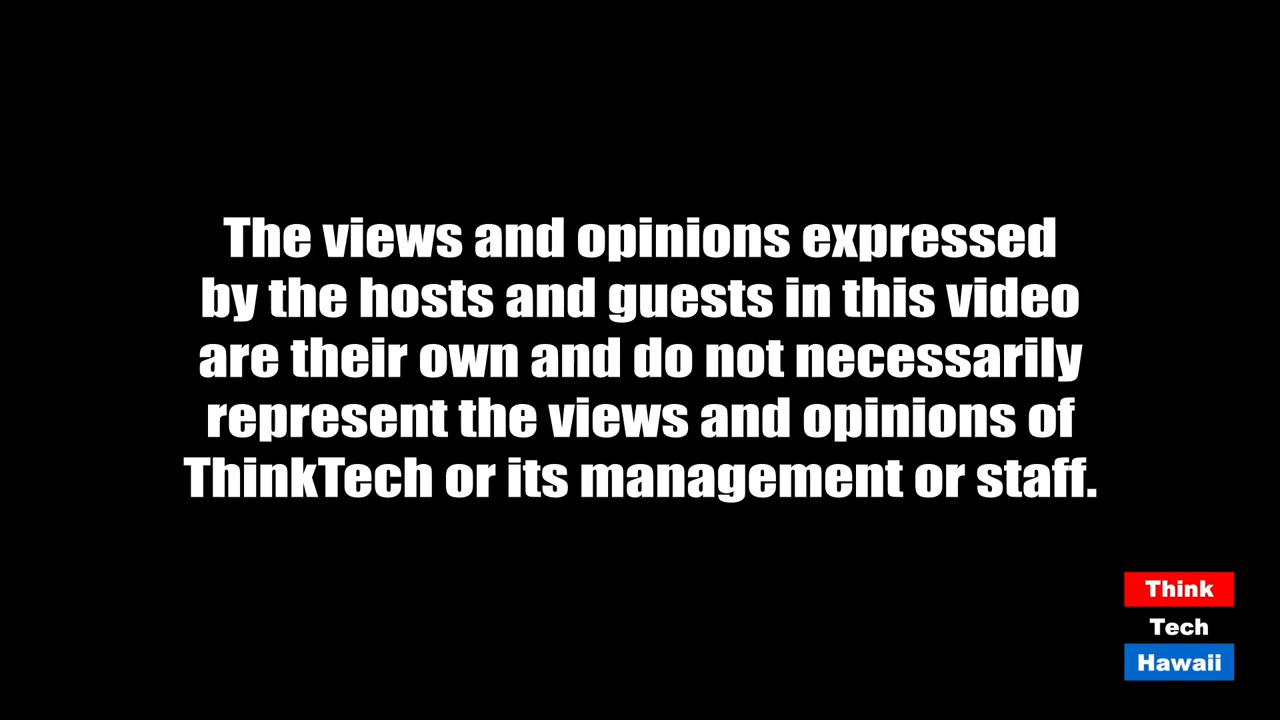 The views and opinions expressed
by the hosts and guests in this video
are their own and do not necessarily
represent the views and opinions of
ThinkTech or its management or staff.
Think
Tech
Hawaii